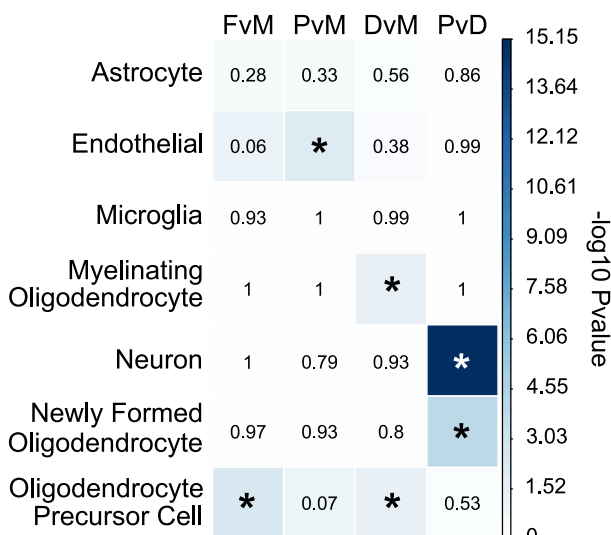 FvM PvM DvM PvD
Astrocyte 0.28 0.33 0.56 0.86
Endothelial 0.06 * 0.38 0.99
Microglia 0.93 1 0.99 1
Myelinating
Oligodendrocyte 1 1 * 1
Neuron 1 0.79 0.93 *
Newly Formed
Oligodendrocyte 0.97 0.93 0.8 *
Oligodendrocyte
Precursor Cell * 0.07 * 0.53
15.15
13.64
12.12
10.61
9.09
7.58
6.06
4.55
3.03
1.52
0
-log10 Pvalue